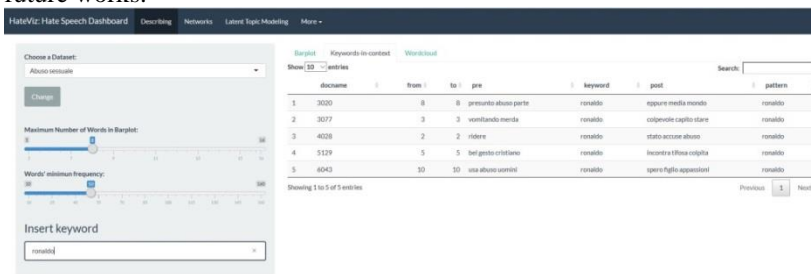 future works.
HateViz: Hate Speech Dashboard Describing Networks Latent Topic Modeling More
Choose a Dataset:
Abuso sessuale
Change
Maximum Number of Words in Barplot:
Words' minimun frequency:
Insert keyword
ronaldo
Barplot Keywords-in-context Wordcloud
Show 10 entries
Search:
docname from to pre keyword post pattern
1 3020 8 8 presunto abuso parte ronaldo eppure media mondo ronaldo
2 3077 3 3 vomitando merda ronaldo colpevole capito stare ronaldo
3 4028 2 2 ridere ronaldo stato accuse abuso ronaldo
4 5129 5 5 bel gesto cristiano ronaldo incontra tifosa colpita ronaldo
5 6043 10 10 usa abuso uomini ronaldo spero figlio appassioni ronaldo
Showing 1 to 5 of 5 entries
Previous 1 Next